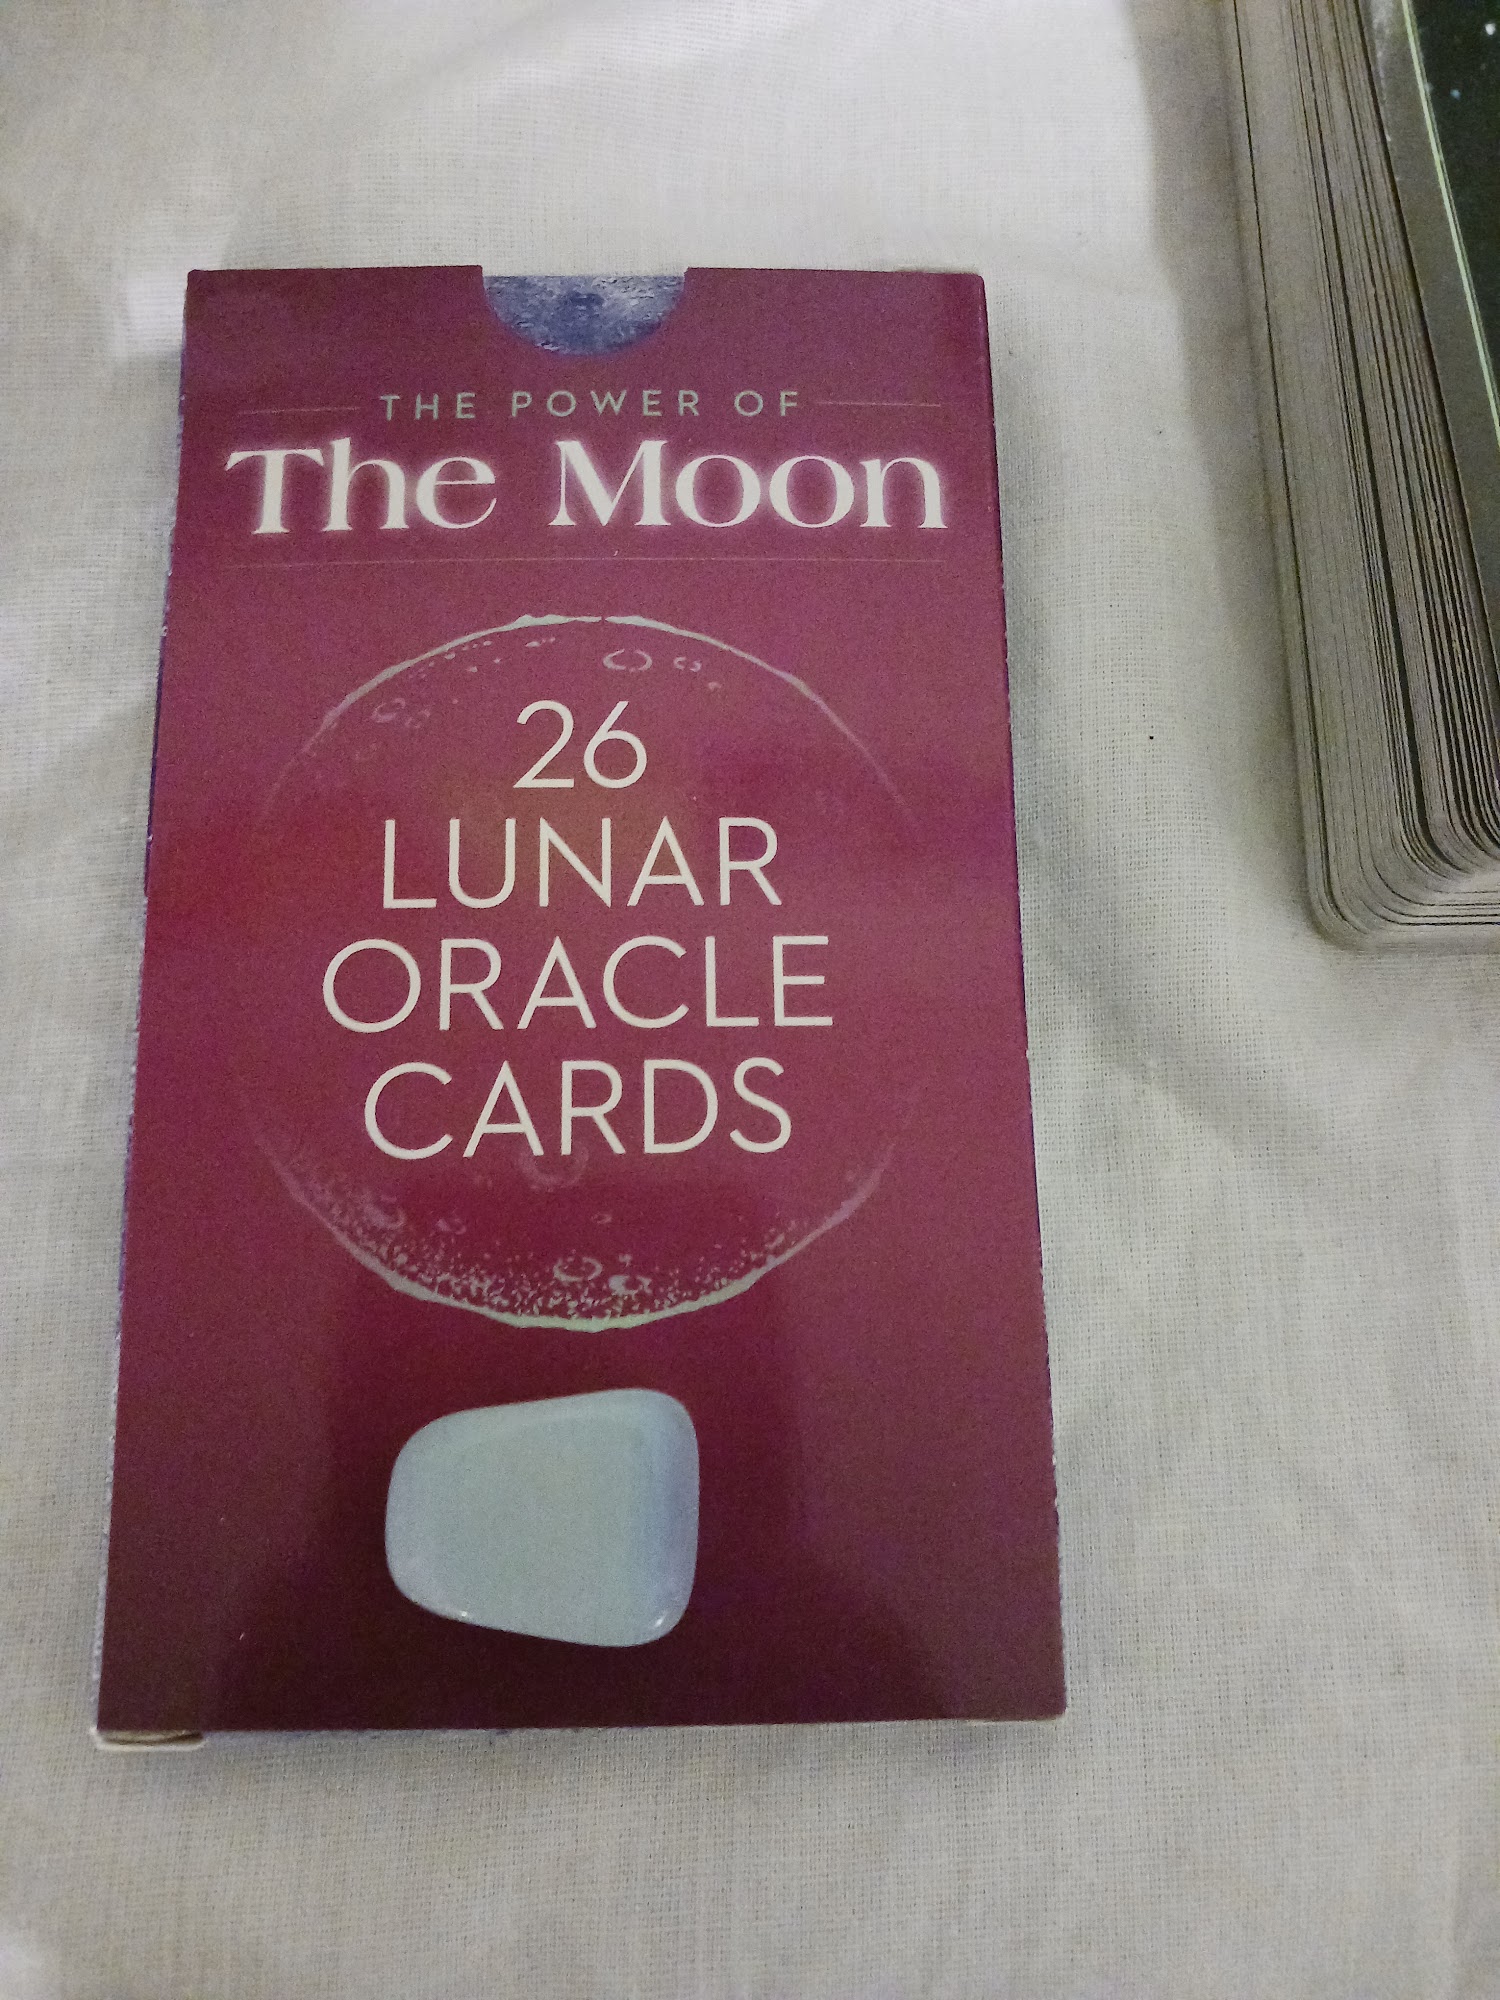 THE POWER OF
The Moon
26
LUNAR
ORACLE
CARDS